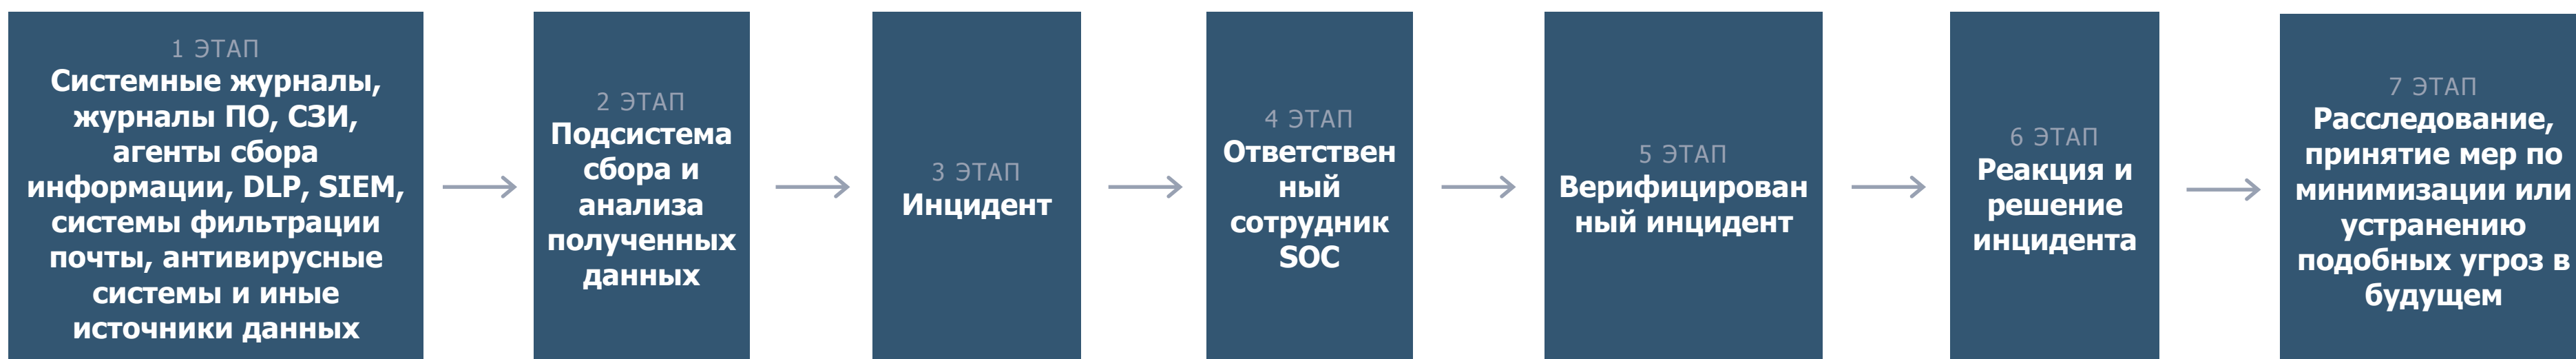 1 ЭТАП
Системные журналы,
журналы ПО, СЗИ,
агенты сбора
информации, DLP, SIEM,
системы фильтрации
почты, антивирусные
системы и иные
источники данных
2 ЭТАП
Подсистема
сбора и
анализа
полученных
данных
3 ЭТАП
Инцидент
4 ЭТАП
Ответствен
ный
сотрудник
SOC
5 ЭТАП
Верифицирован
ный инцидент
6 ЭТАП
Реакция и
решение
инцидента
7 ЭТАП
Расследование,
принятие мер по
минимизации или
устранению
подобных угроз в
будущем